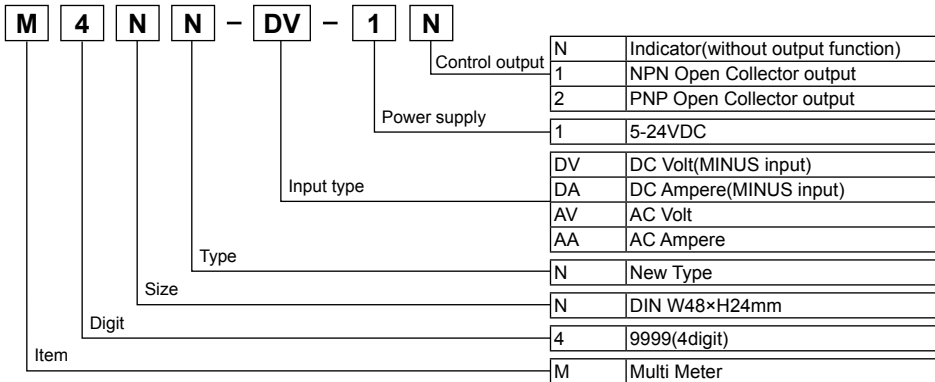 M 4 N N – DV – 1 N
Control output
N Indicator(without output function)
1 NPN Open Collector output
2 PNP Open Collector output
Power supply
1 5-24VDC
Input type
DV DC Volt(MINUS input)
DA DC Ampere(MINUS input)
AV AC Volt
AA AC Ampere
Type
N New Type
Size
N DIN W48×H24mm
Digit
4 9999(4digit)
Item
M Multi Meter